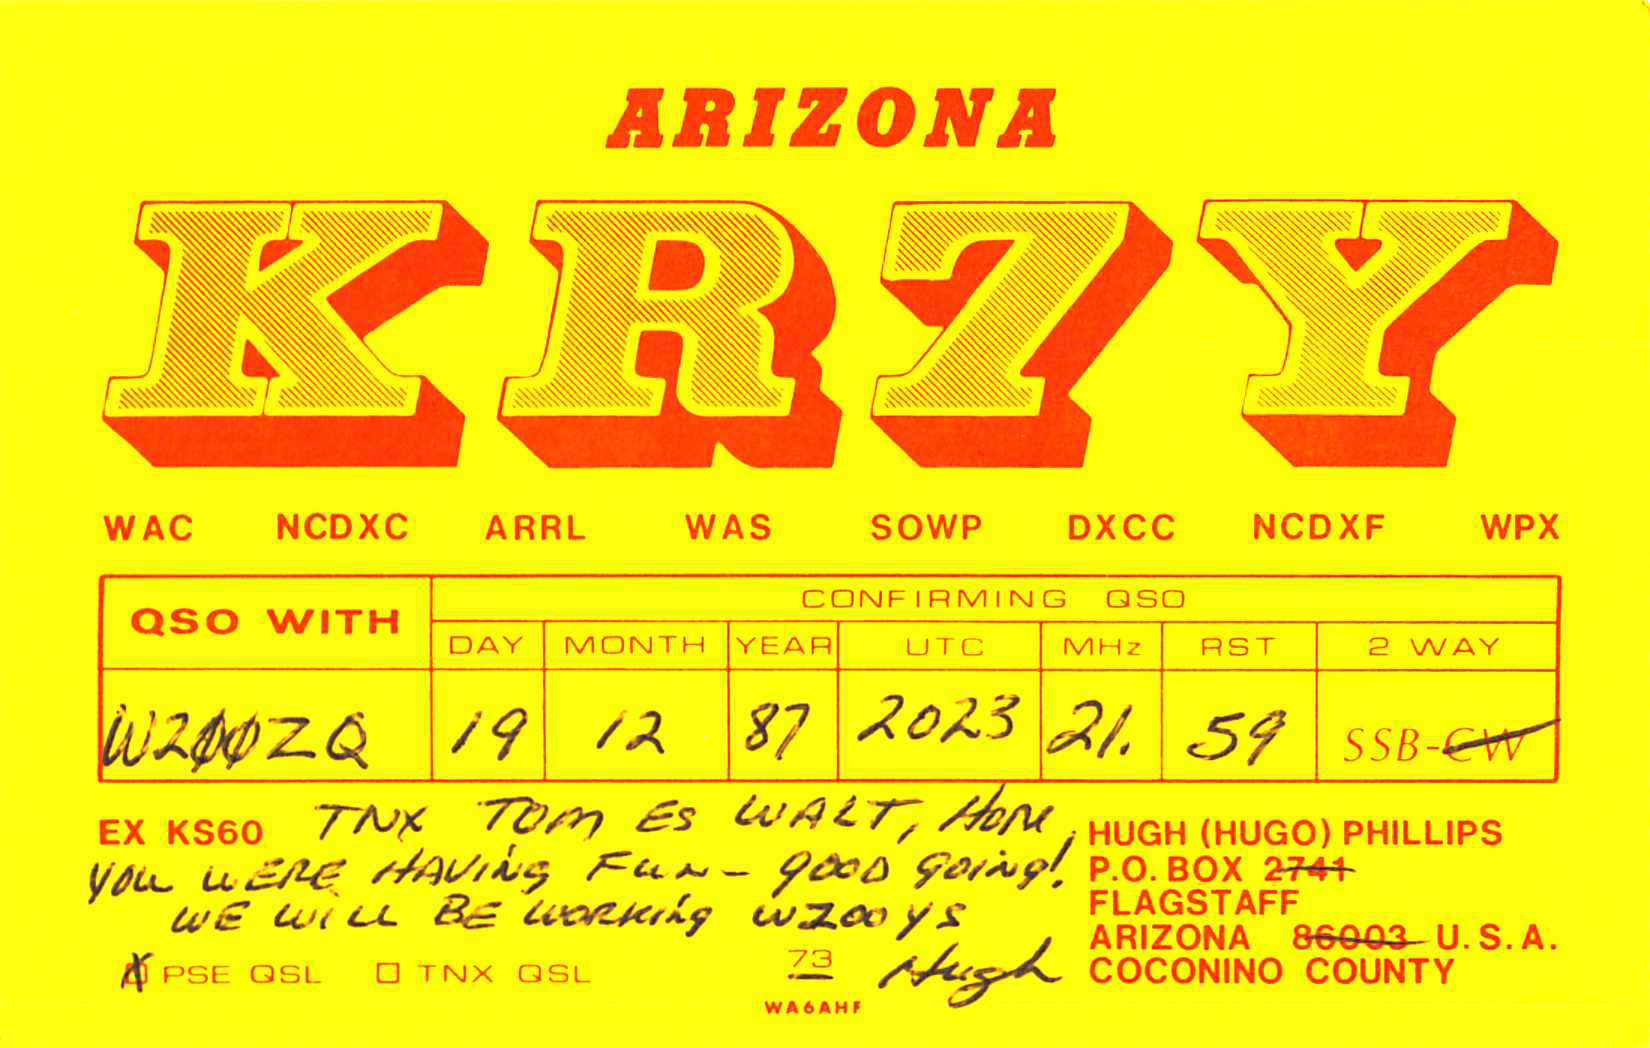 ARIZONA
KR7Y
WAC NCDXC ARRL WAS SOWP DXCC NCDXF WPX
QSO WITH CONFIRMING QSO
DAY MONTH YEAR UTC MHz RST 2 WAY
W200ZQ 19 12 87 2023 21. 59 SSB-CW
EX KS6O TNX TOM ES WALT, HOPE
YOU WERE HAVING FUN - GOOD GOING!
WE WILL BE WORKING W200YS
PSE QSL TNX QSL 73 Hugh
WA6AHF
HUGH (HUGO) PHILLIPS
P.O. BOX 2741
FLAGSTAFF
ARIZONA 86003 U.S.A.
COCONINO COUNTY